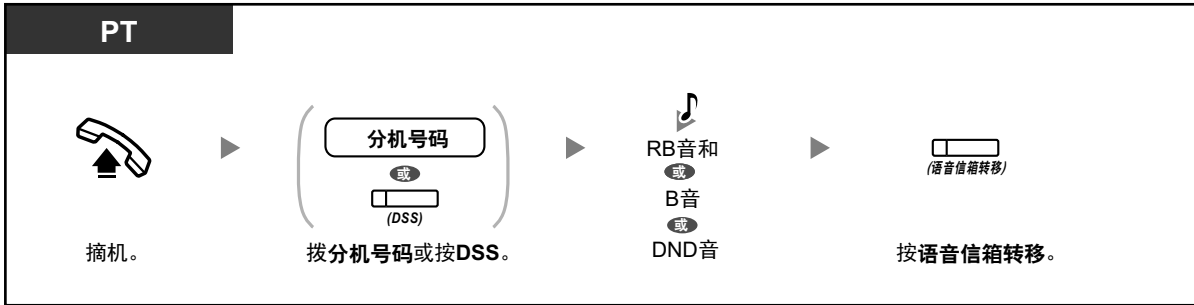 PT
分机号码
或
(DSS)
RB音和
或
B音
或
DND音
(语音信箱转移)
摘机。
拨分机号码或按DSS。
按语音信箱转移。